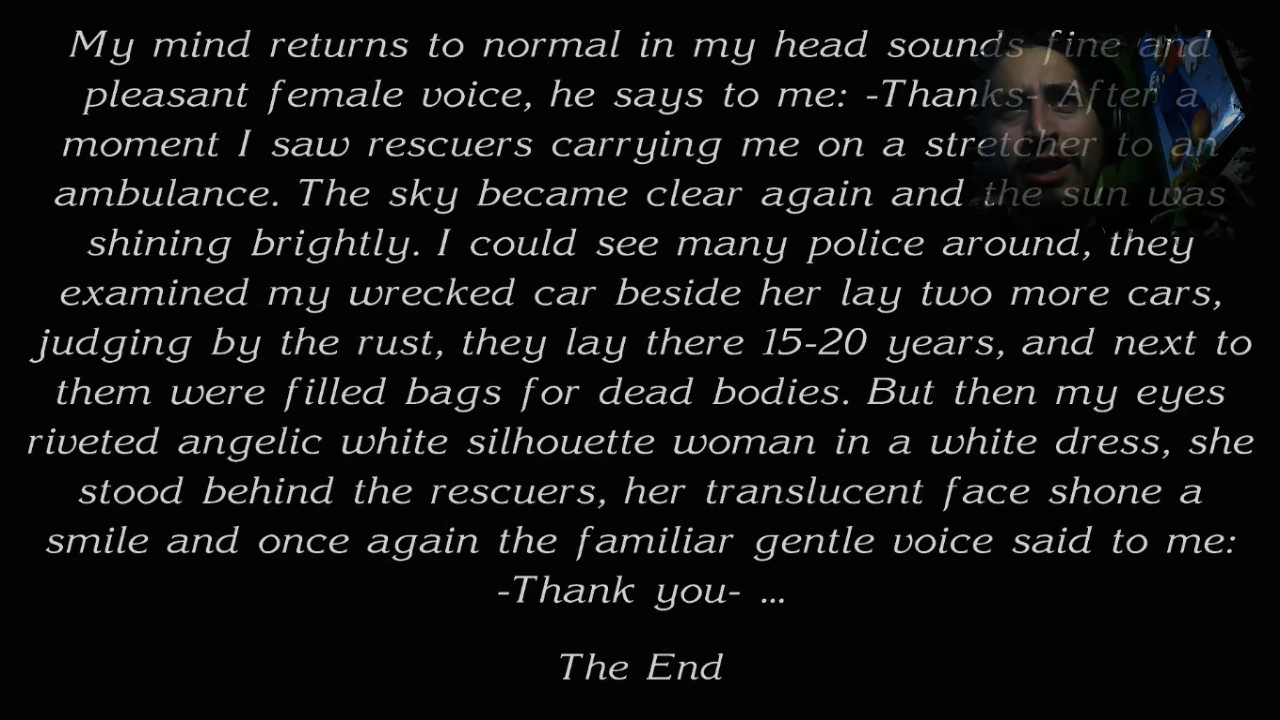 My mind returns to normal in my head sounds fine and
pleasant female voice, he says to me: -Thanks- After a
moment I saw rescuers carrying me on a stretcher to an
ambulance. The sky became clear again and the sun was
shining brightly. I could see many police around, they
examined my wrecked car beside her lay two more cars,
judging by the rust, they lay there 15-20 years, and next to
them were filled bags for dead bodies. But then my eyes
riveted angelic white silhouette woman in a white dress, she
stood behind the rescuers, her translucent face shone a
smile and once again the familiar gentle voice said to me:
-Thank you- ...
The End